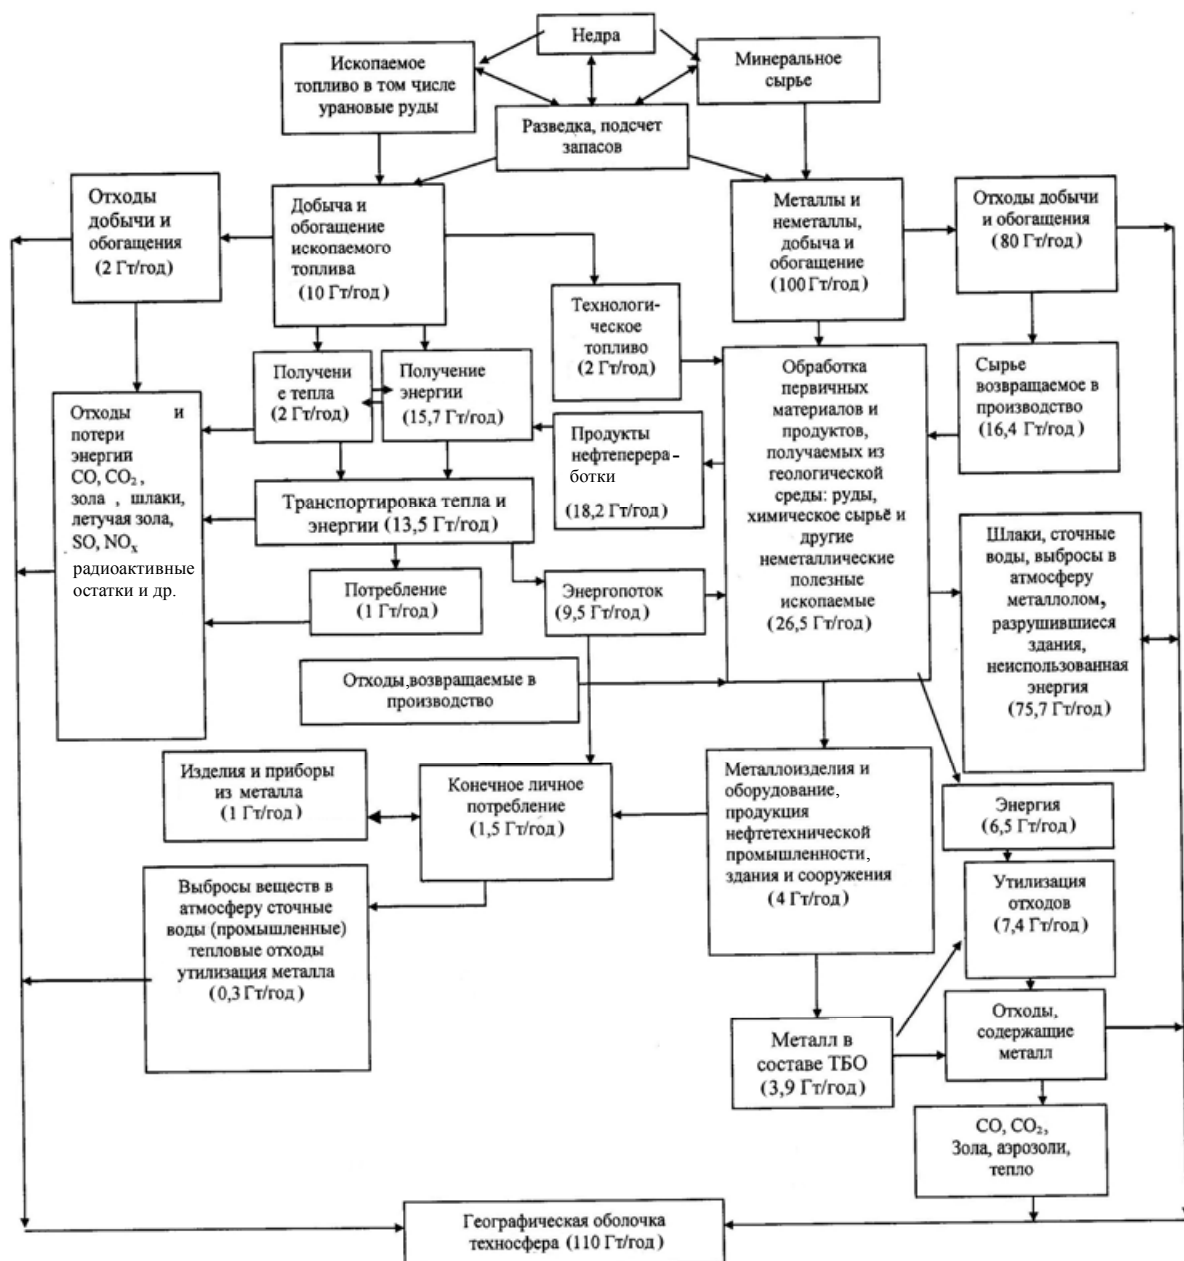 Недра
Ископаемое
топливо в том числе
урановые руды
Минеральное
сырье
Разведка, подсчет
запасов
Отходы
добычи и
обогащения
(2 Гт/год)
Добыча и
обогащение
ископаемого
топлива
(10 Гт/год)
Металлы и
неметаллы,
добыча и
обогащение
(100 Гт/год)
Отходы добычи
и обогащения
(80 Гт/год)
Технологи-
ческое
топливо
(2 Гт/год)
Получени
е тепла
(2 Гт/год)
Получение
энергии
(15,7 Гт/год)
Обработка
первичных
материалов и
продуктов,
получаемых из
геологической
среды: руды,
химическое сырьё и
другие
неметаллические
полезные
ископаемые
(26,5 Гт/год)
Сырье
возвращаемое в
производство
(16,4 Гт/год)
Отходы и
потери
энергии
CO, CO₂,
зола , шлаки,
летучая зола,
SO, NOₓ
радиоактивные
остатки и др.
Продукты
нефтеперера-
ботки
(18,2 Гт/год)
Транспортировка тепла и
энергии (13,5 Гт/год)
Шлаки, сточные
воды, выбросы в
атмосферу
металлолом,
разрушившиеся
здания,
неиспользованная
энергия
(75,7 Гт/год)
Потребление
(1 Гт/год)
Энергопоток
(9,5 Гт/год)
Отходы,возвращаемые в
производство
Изделия и приборы
из металла
(1 Гт/год)
Конечное личное
потребление
(1,5 Гт/год)
Металлоизделия и
оборудование,
продукция
нефтетехнической
промышленности,
здания и сооружения
(4 Гт/год)
Энергия
(6,5 Гт/год)
Выбросы веществ в
атмосферу сточные
воды (промышленные)
тепловые отходы
утилизация металла
(0,3 Гт/год)
Утилизация
отходов
(7,4 Гт/год)
Металл в
составе ТБО
(3,9 Гт/год)
Отходы,
содержащие
металл
CO, CO₂,
Зола, аэрозоли,
тепло
Географическая оболочка
техносфера (110 Гт/год)